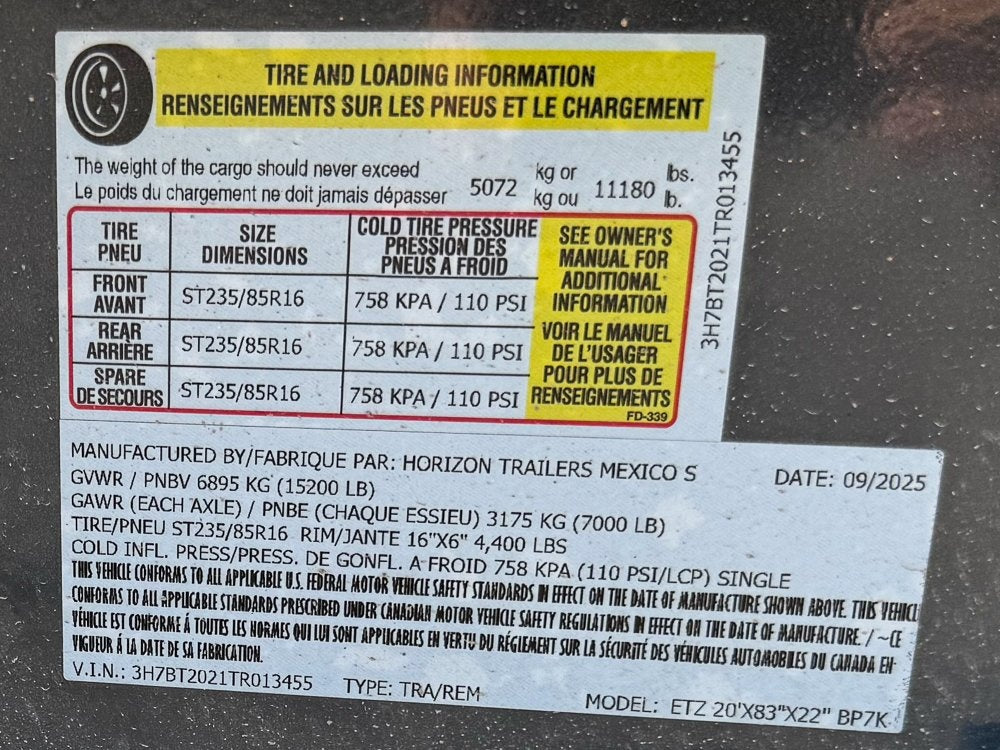 TIRE AND LOADING INFORMATION
RENSEIGNEMENTS SUR LES PNEUS ET LE CHARGEMENT
The weight of the cargo should never exceed
Le poids du chargement ne doit jamais dépasser
5072
kg or
kg ou
11180
lbs.
lb.
3H7BT2021TR013455
TIRE
PNEU
SIZE
DIMENSIONS
COLD TIRE PRESSURE
PRESSION DES
PNEUS A FROID
FRONT
AVANT
ST235/85R16
758 KPA / 110 PSI
REAR
ARRIÈRE
ST235/85R16
758 KPA / 110 PSI
SPARE
DE SECOURS
ST235/85R16
758 KPA / 110 PSI
SEE OWNER'S
MANUAL FOR
ADDITIONAL
INFORMATION
VOIR LE MANUEL
DE L'USAGER
POUR PLUS DE
RENSEIGNEMENTS
FD-339
MANUFACTURED BY/FABRIQUE PAR: HORIZON TRAILERS MEXICO S DATE: 09/2025
GVWR / PNBV 6895 KG (15200 LB)
GAWR (EACH AXLE) / PNBE (CHAQUE ESSIEU) 3175 KG (7000 LB)
TIRE/PNEU ST235/85R16 RIM/JANTE 16"X6" 4,400 LBS
COLD INFL. PRESS/PRESS. DE GONFL. A FROID 758 KPA (110 PSI/LCP) SINGLE
THIS VEHICLE CONFORMS TO ALL APPLICABLE U.S. FEDERAL MOTOR VEHICLE SAFETY STANDARDS IN EFFECT ON THE DATE OF MANUFACTURE SHOWN ABOVE. THIS VEHICLE
CONFORMS TO ALL APPLICABLE STANDARDS PRESCRIBED UNDER CANADIAN MOTOR VEHICLE SAFETY REGULATIONS IN EFFECT ON THE DATE OF MANUFACTURE. / ~CE
VÉHICLE EST CONFORME Á TOUTES LES NORMES QUI LUI SONT APPLICABLES EN VERTU DU RÉGIEMENT SUR LA SÉCURITÉ DES VÉHICULES AUTOMOBILES DU CANADA EN
VIGUEUR Á LA DATE DE SA FABRICATION.
V.I.N.: 3H7BT2021TR013455 TYPE: TRA/REM MODEL: ETZ 20'X83"X22" BP7K